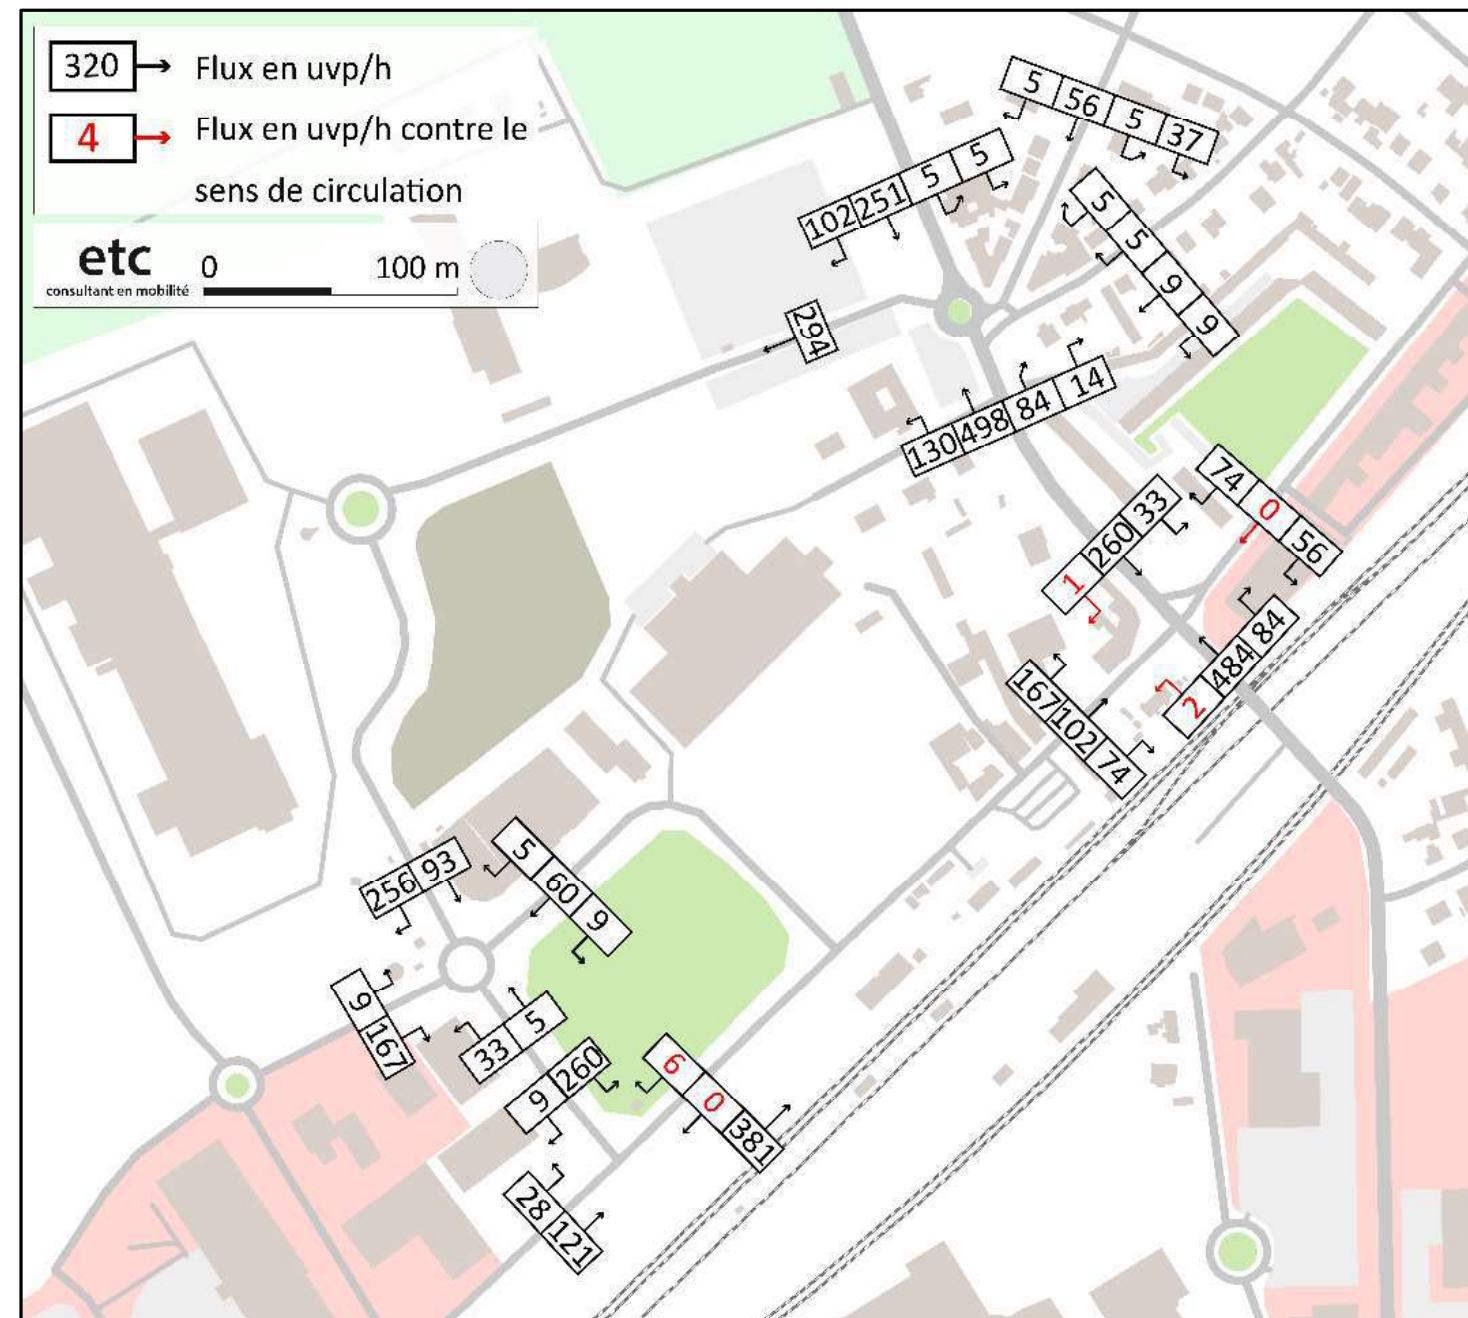 320 Flux en uvp/h
4 Flux en uvp/h contre le
sens de circulation
etc
consultant en mobilité
0 100 m
5 56 5 37
102 251 5 5
5 5 9 9
294
130 498 84 14
74 0 56
1 260 33
2 484 84
167 102 74
256 93
5 60 9
9 167
33 5
9 260
6 0 381
28 121